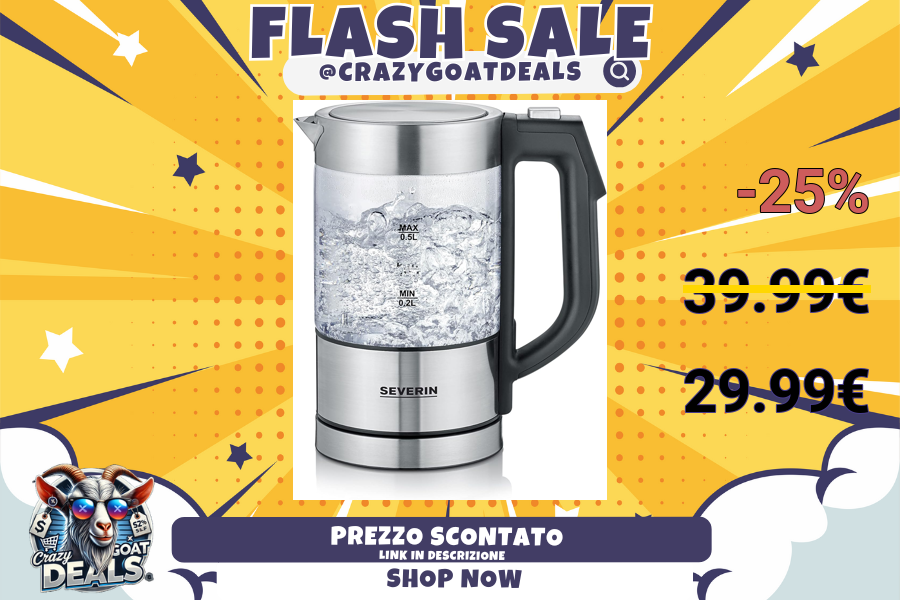 FLASH SALE
@CRAZYGOATDEALS
-25%
MAX
0.5L
MIN
0.2L
39.99€
29.99€
SEVERIN
$
52%
Crazy
GOAT
DEALS
PREZZO SCONTATO
LINK IN DESCRIZIONE
SHOP NOW